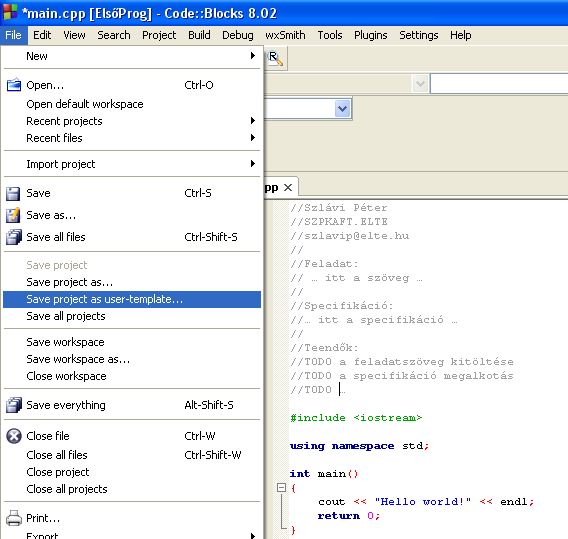 *main.cpp [ElsőProg] - Code::Blocks 8.02
File Edit View Search Project Build Debug wxSmith Tools Plugins Settings Help
New
Open... Ctrl-O
Open default workspace
Recent projects
Recent files
Import project
Save Ctrl-S
Save as...
Save all files Ctrl-Shift-S
Save project
Save project as...
Save project as user-template...
Save all projects
Save workspace
Save workspace as...
Close workspace
Save everything Alt-Shift-S
Close file Ctrl-W
Close all files Ctrl-Shift-W
Close project
Close all projects
Print...
Export
pp
//Szlávi Péter
//SZPKAFT.ELTE
//szlavip@elte.hu
//
//Feladat:
// … itt a szöveg …
//
//Specifikáció:
//… itt a specifikáció …
//
//Teendők:
//TODO a feladatszöveg kitöltése
//TODO a specifikáció megalkotás
//TODO …
#include <iostream>
using namespace std;
int main()
{
cout << "Hello world!" << endl;
return 0;
}